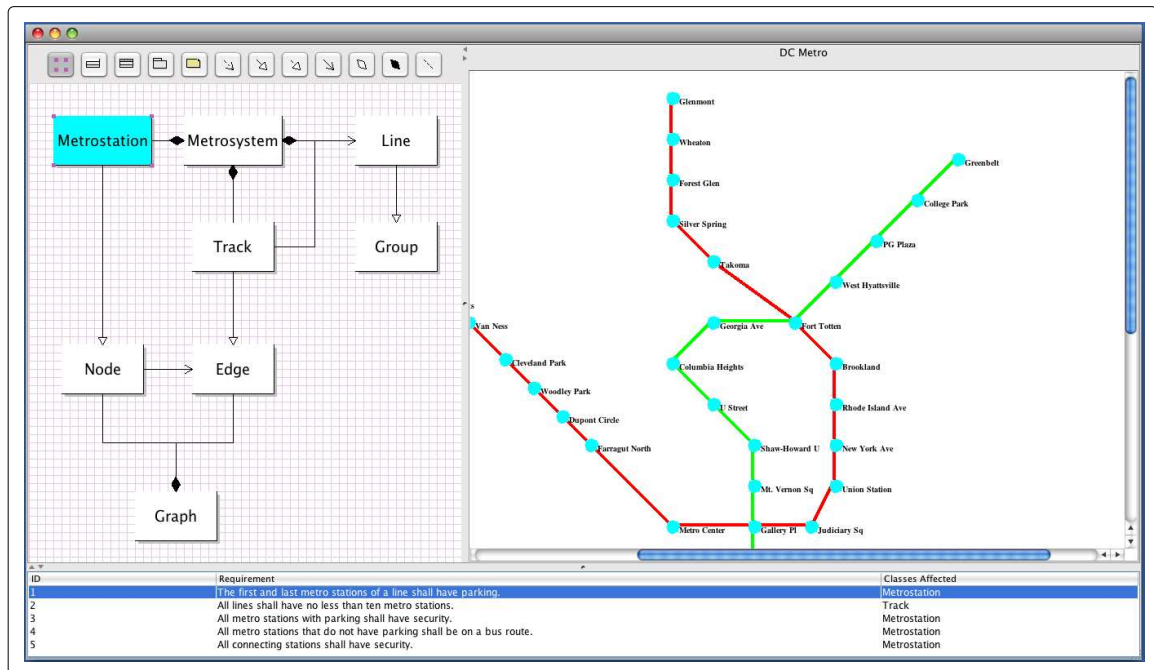 DC Metro
Metrostation
Metrosystem
Line
Track
Group
Node
Edge
Graph
Glenmont
Wheaton
Forest Glen
Silver Spring
Takoma
Greenbelt
College Park
PG Plaza
West Hyattsville
s
Van Ness
Georgia Ave
Fort Totten
Cleveland Park
Columbia Heights
Brookland
Woodley Park
U Street
Rhode Island Ave
Dupont Circle
Farragut North
Shaw-Howard U
New York Ave
Mt. Vernon Sq
Union Station
Metro Center
Gallery Pl
Judiciary Sq
ID Requirement Classes Affected
1 The first and last metro stations of a line shall have parking. Metrostation
2 All lines shall have no less than ten metro stations. Track
3 All metro stations with parking shall have security. Metrostation
4 All metro stations that do not have parking shall be on a bus route. Metrostation
5 All connecting stations shall have security. Metrostation